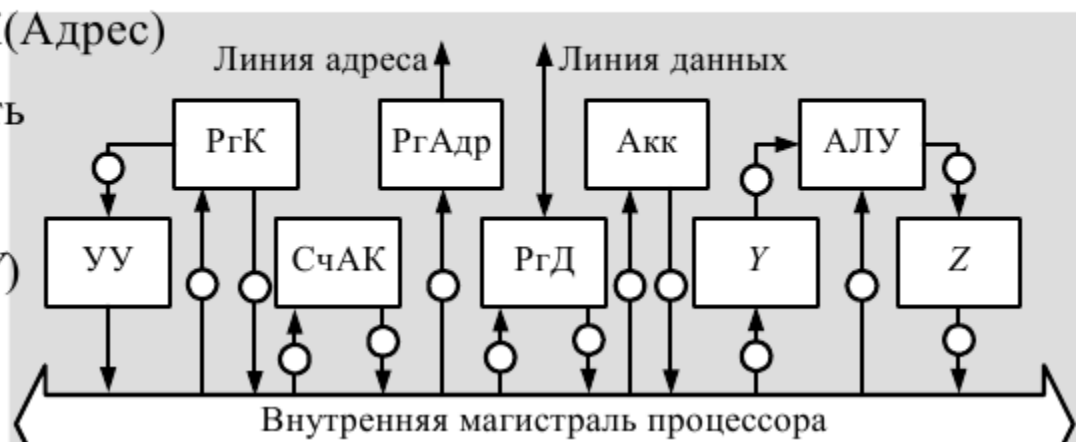 (Адрес)
Линия адреса Линия данных
РгК РгАдр Акк АЛУ
УУ СчАК РгД Y Z
Внутренняя магистраль процессора